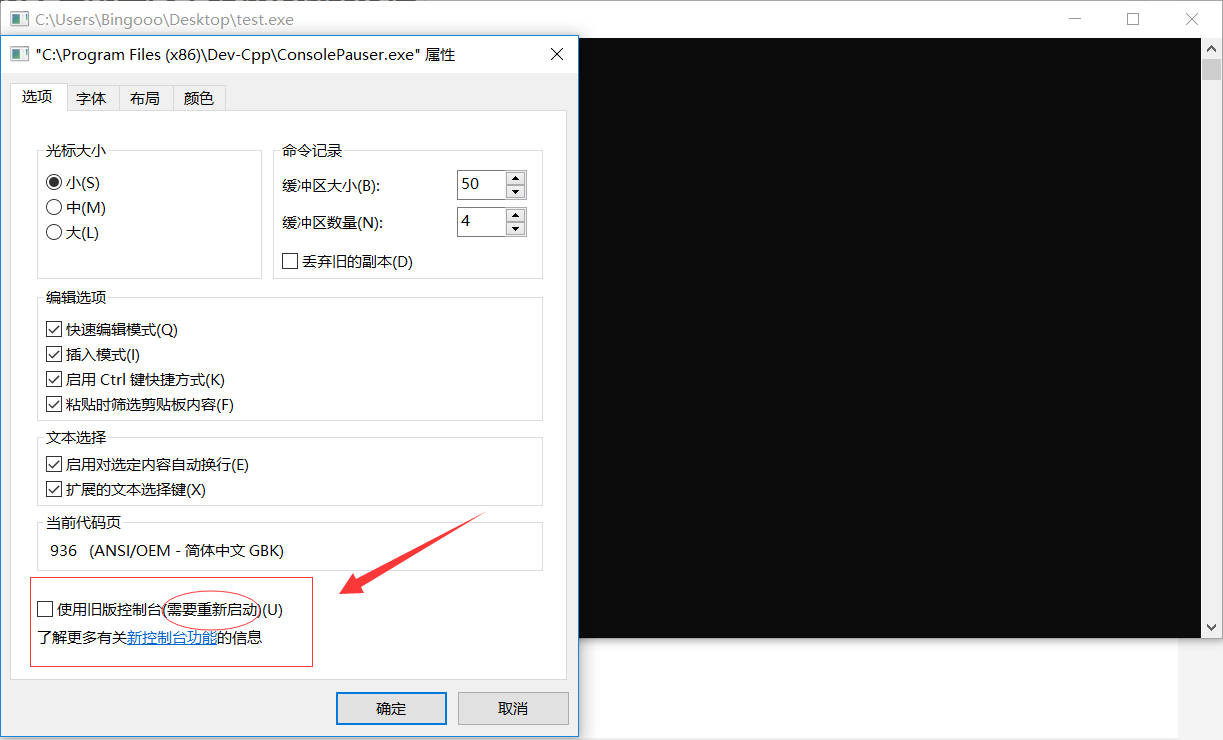 C:\Users\Bingooo\Desktop\test.exe
"C:\Program Files (x86)\Dev-Cpp\ConsolePauser.exe" 属性
选项 字体 布局 颜色
光标大小
小(S)
中(M)
大(L)
命令记录
缓冲区大小(B): 50
缓冲区数量(N): 4
丢弃旧的副本(D)
编辑选项
快速编辑模式(Q)
插入模式(I)
启用 Ctrl 键快捷方式(K)
粘贴时筛选剪贴板内容(F)
文本选择
启用对选定内容自动换行(E)
扩展的文本选择键(X)
当前代码页
936 (ANSI/OEM - 简体中文 GBK)
使用旧版控制台(需要重新启动)(U)
了解更多有关新控制台功能的信息
确定 取消